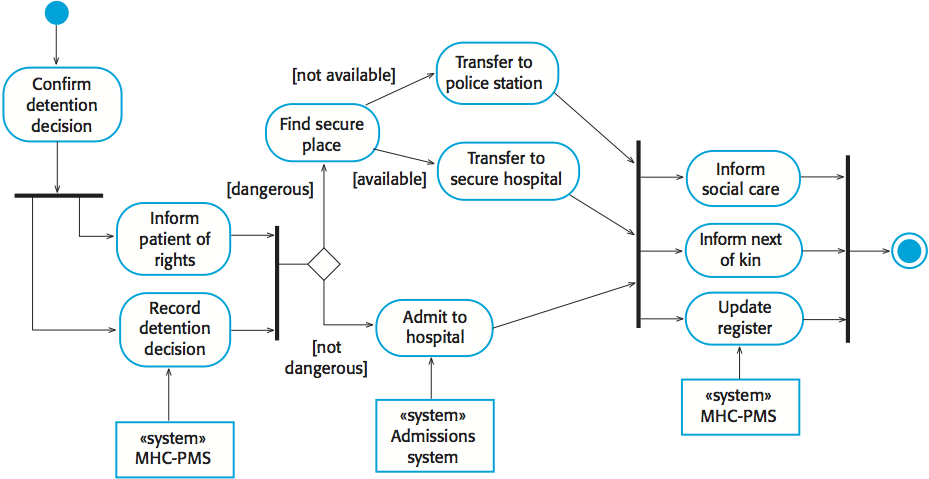 Confirm
detention
decision
Inform
patient of
rights
Record
detention
decision
«system»
MHC-PMS
[dangerous]
[not
dangerous]
Find secure
place
[not available]
[available]
Transfer to
police station
Transfer to
secure hospital
Admit to
hospital
«system»
Admissions
system
Inform
social care
Inform next
of kin
Update
register
«system»
MHC-PMS